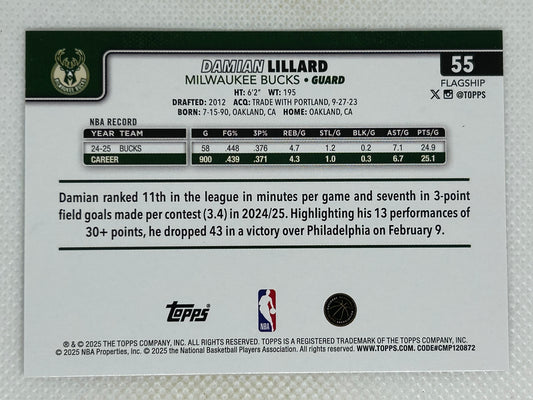 DAMIAN LILLARD
MILWAUKEE BUCKS • GUARD
HT: 6'2" WT: 195
DRAFTED: 2012 ACQ: TRADE WITH PORTLAND, 9-27-23
BORN: 7-15-90, OAKLAND, CA HOME: OAKLAND, CA
55
FLAGSHIP
@TOPPS
NBA RECORD
YEAR TEAM G FG% 3P% REB/G STL/G BLK/G AST/G PTS/G
24-25 BUCKS 58 .448 .376 4.7 1.2 0.2 7.1 24.9
CAREER 900 .439 .371 4.3 1.0 0.3 6.7 25.1
Damian ranked 11th in the league in minutes per game and seventh in 3-point
field goals made per contest (3.4) in 2024/25. Highlighting his 13 performances of
30+ points, he dropped 43 in a victory over Philadelphia on February 9.
Topps
NBA
® & © 2025 THE TOPPS COMPANY, INC. ALL RIGHTS RESERVED. TOPPS IS A REGISTERED TRADEMARK OF THE TOPPS COMPANY, INC.
© 2025 NBA Properties, Inc. © 2025 the National Basketball Players Association. All rights reserved. WWW.TOPPS.COM. CODE#CMP120872